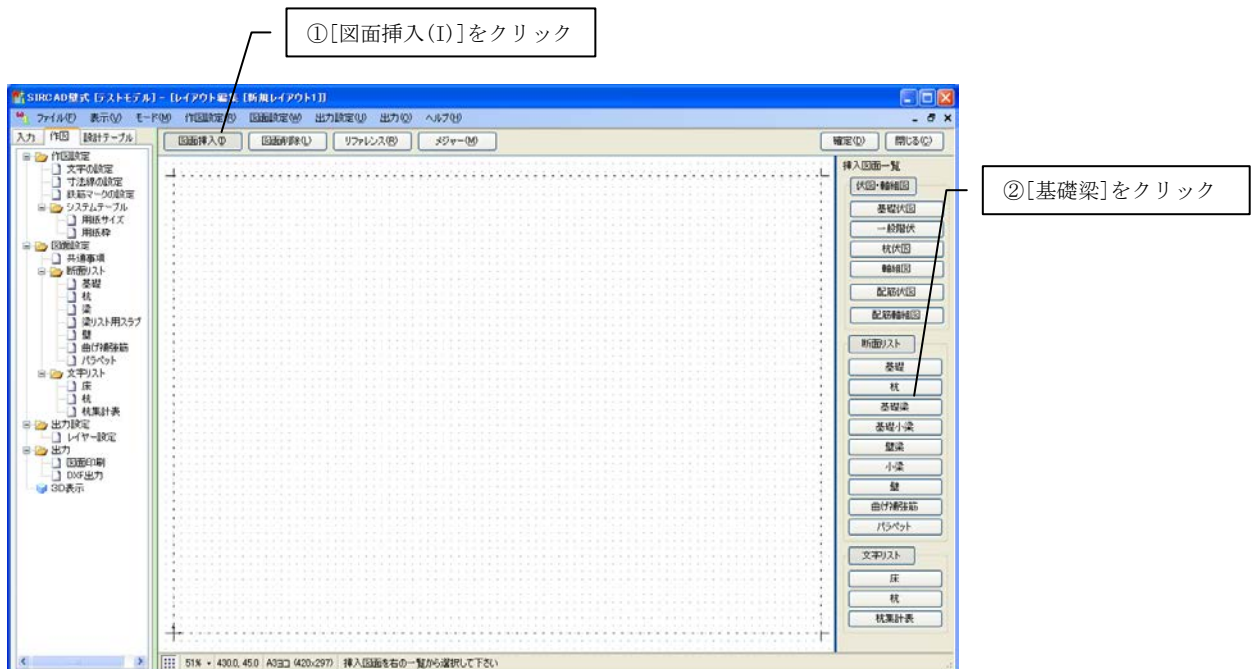 ①[図面挿入(I)]をクリック
SIRCAD壁式 [テストモデル] - [レイアウト編集 [新規レイアウト1]]
ファイル(F) 表示(V) モード(M) 作図設定(R) 図面設定(W) 出力設定(U) 出力(O) ヘルプ(H)
入力 作図 設計テーブル
図面挿入(I) 図面削除(L) リファレンス(R) メジャー(M) 確定(D) 閉じる(C)
作図設定
文字の設定
寸法線の設定
鉄筋マークの設定
システムテーブル
用紙サイズ
用紙枠
図面設定
共通事項
断面リスト
基礎
杭
梁
梁リスト用スラブ
壁
曲げ補強筋
パラペット
文字リスト
床
杭
杭集計表
出力設定
レイヤー設定
出力
図面印刷
DXF出力
3D表示
挿入図面一覧
伏図・軸組図
基礎伏図
一般階伏
杭伏図
軸組図
配筋伏図
配筋軸組図
断面リスト
基礎
杭
基礎梁
基礎小梁
壁梁
小梁
壁
曲げ補強筋
パラペット
文字リスト
床
杭
杭集計表
②[基礎梁]をクリック
51% 430.0, 45.0 A3ヨコ (420×297) 挿入図面を右の一覧から選択して下さい